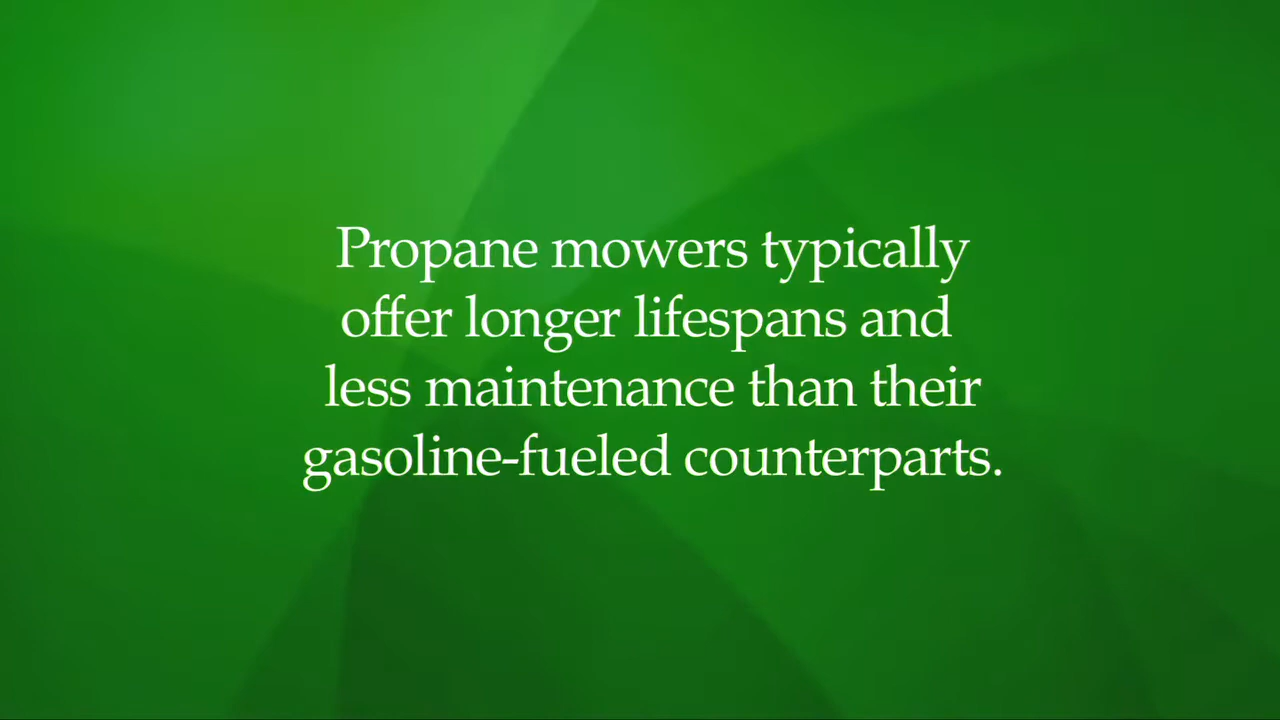 Propane mowers typically
offer longer lifespans and
less maintenance than their
gasoline-fueled counterparts.